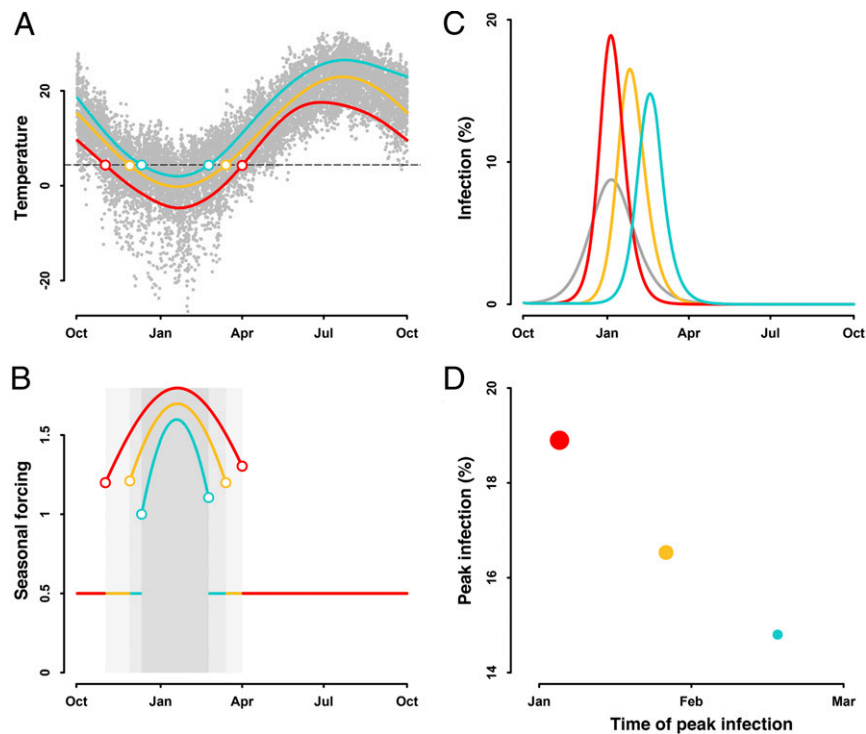 A
Temperature
20
0
20
Oct Jan Apr Jul Oct
B
Seasonal forcing
1.5
1
0.5
0
Oct Jan Apr Jul Oct
C
Infection (%)
20
10
0
Oct Jan Apr Jul Oct
D
Peak infection (%)
20
18
16
14
Jan Feb Mar
Time of peak infection